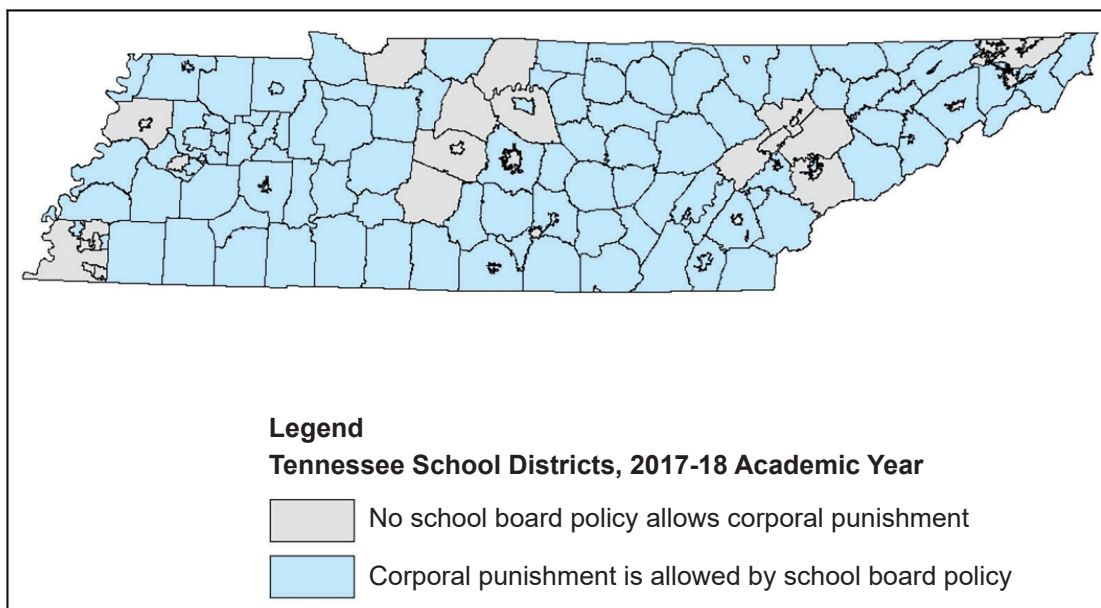 Legend
Tennessee School Districts, 2017-18 Academic Year
No school board policy allows corporal punishment
Corporal punishment is allowed by school board policy